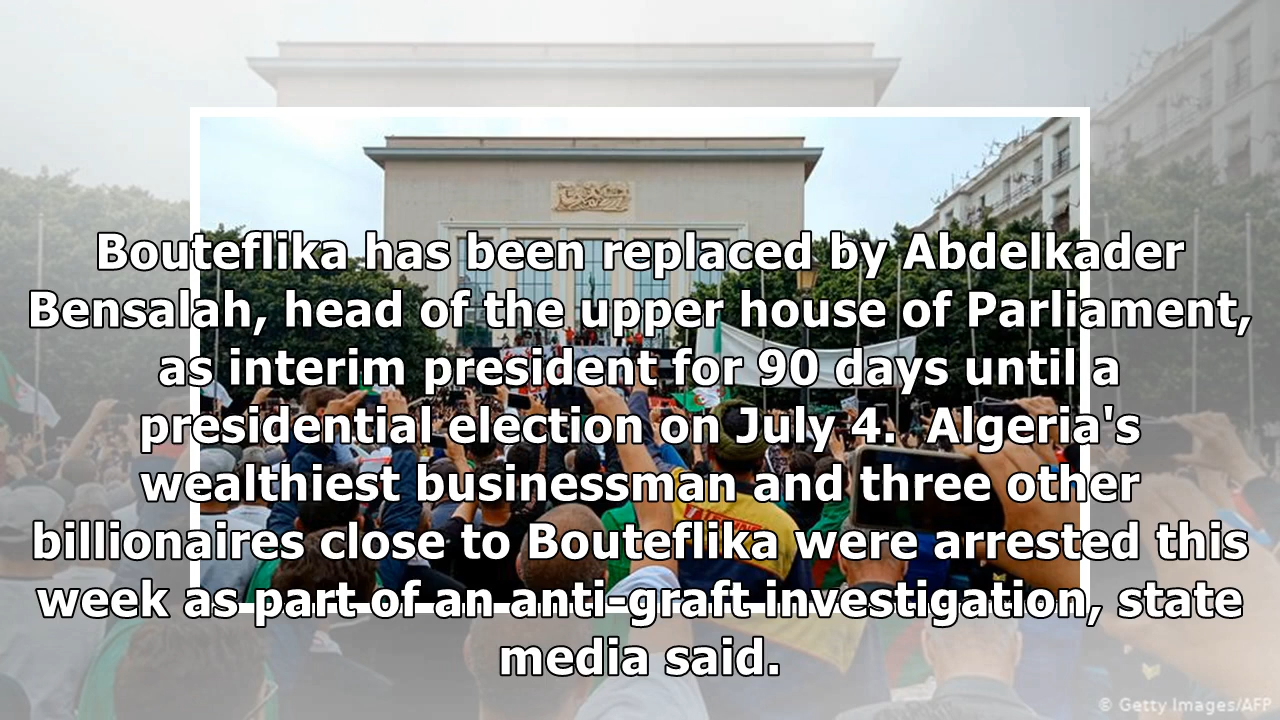 Bouteflika has been replaced by Abdelkader
Bensalah, head of the upper house of Parliament,
as interim president for 90 days until a
presidential election on July 4.  Algeria's
wealthiest businessman and three other
billionaires close to Bouteflika were arrested this
week as part of an anti-graft investigation, state
media said.
© Getty Images/AFP